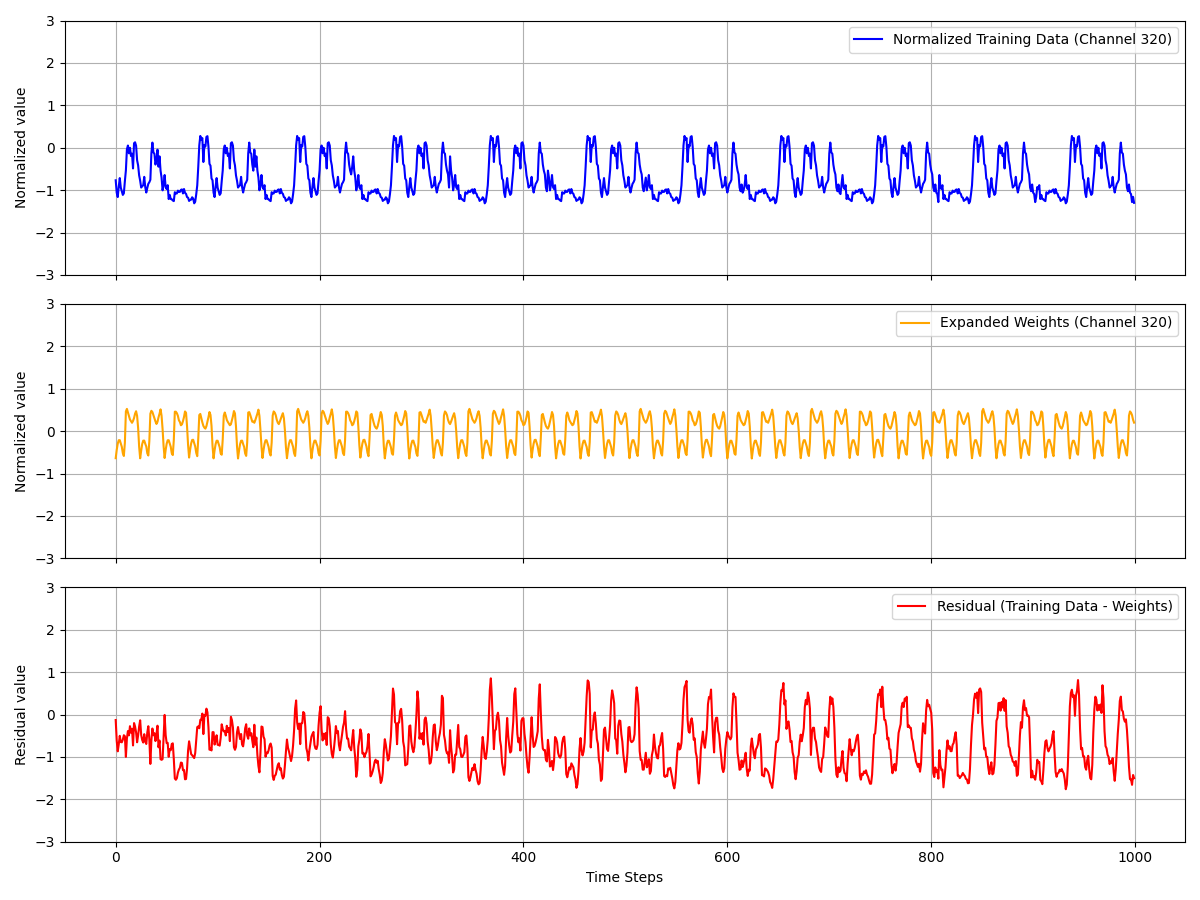 3
2
1
0
−1
−2
−3
Normalized value
Normalized Training Data (Channel 320)
3
2
1
0
−1
−2
−3
Normalized value
Expanded Weights (Channel 320)
3
2
1
0
−1
−2
−3
Residual value
Residual (Training Data - Weights)
0 200 400 600 800 1000
Time Steps